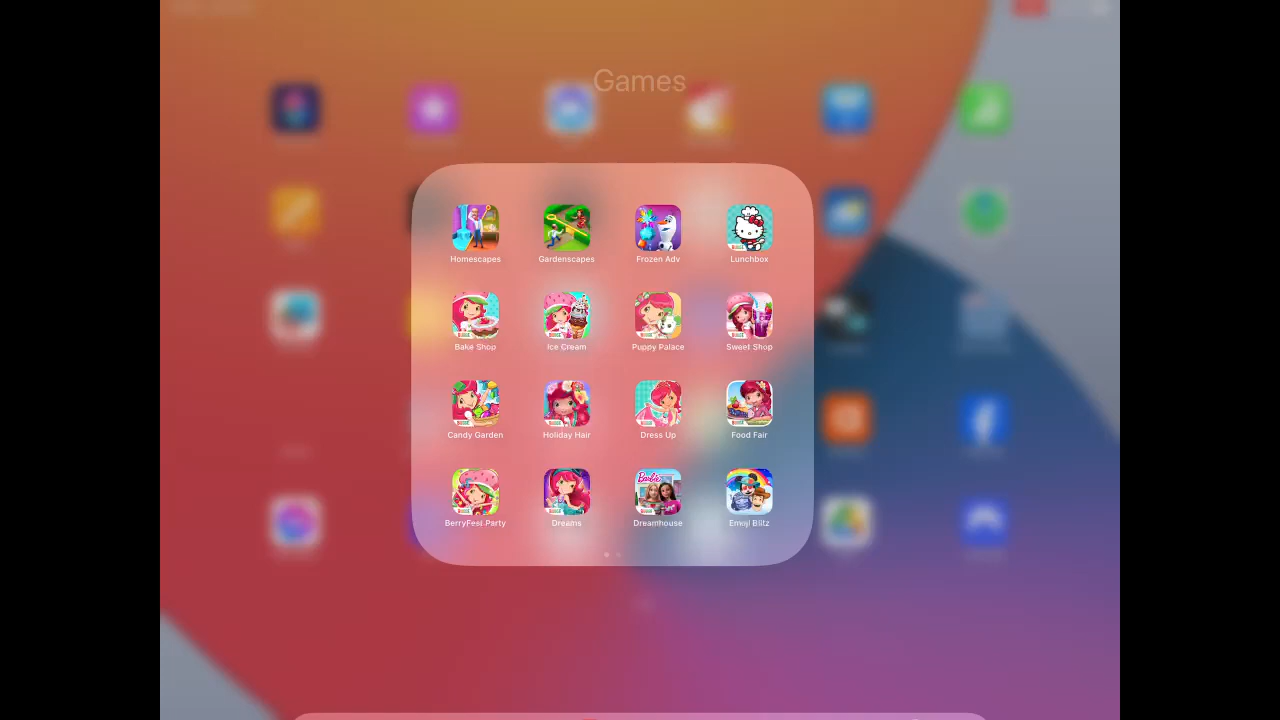 Games
Homescapes Gardenscapes Frozen Adv Lunchbox
Bake Shop Ice Cream Puppy Palace Sweet Shop
Candy Garden Holiday Hair Dress Up Food Fair
Barbie
BerryFest Party Dreams Dreamhouse Emoji Blitz